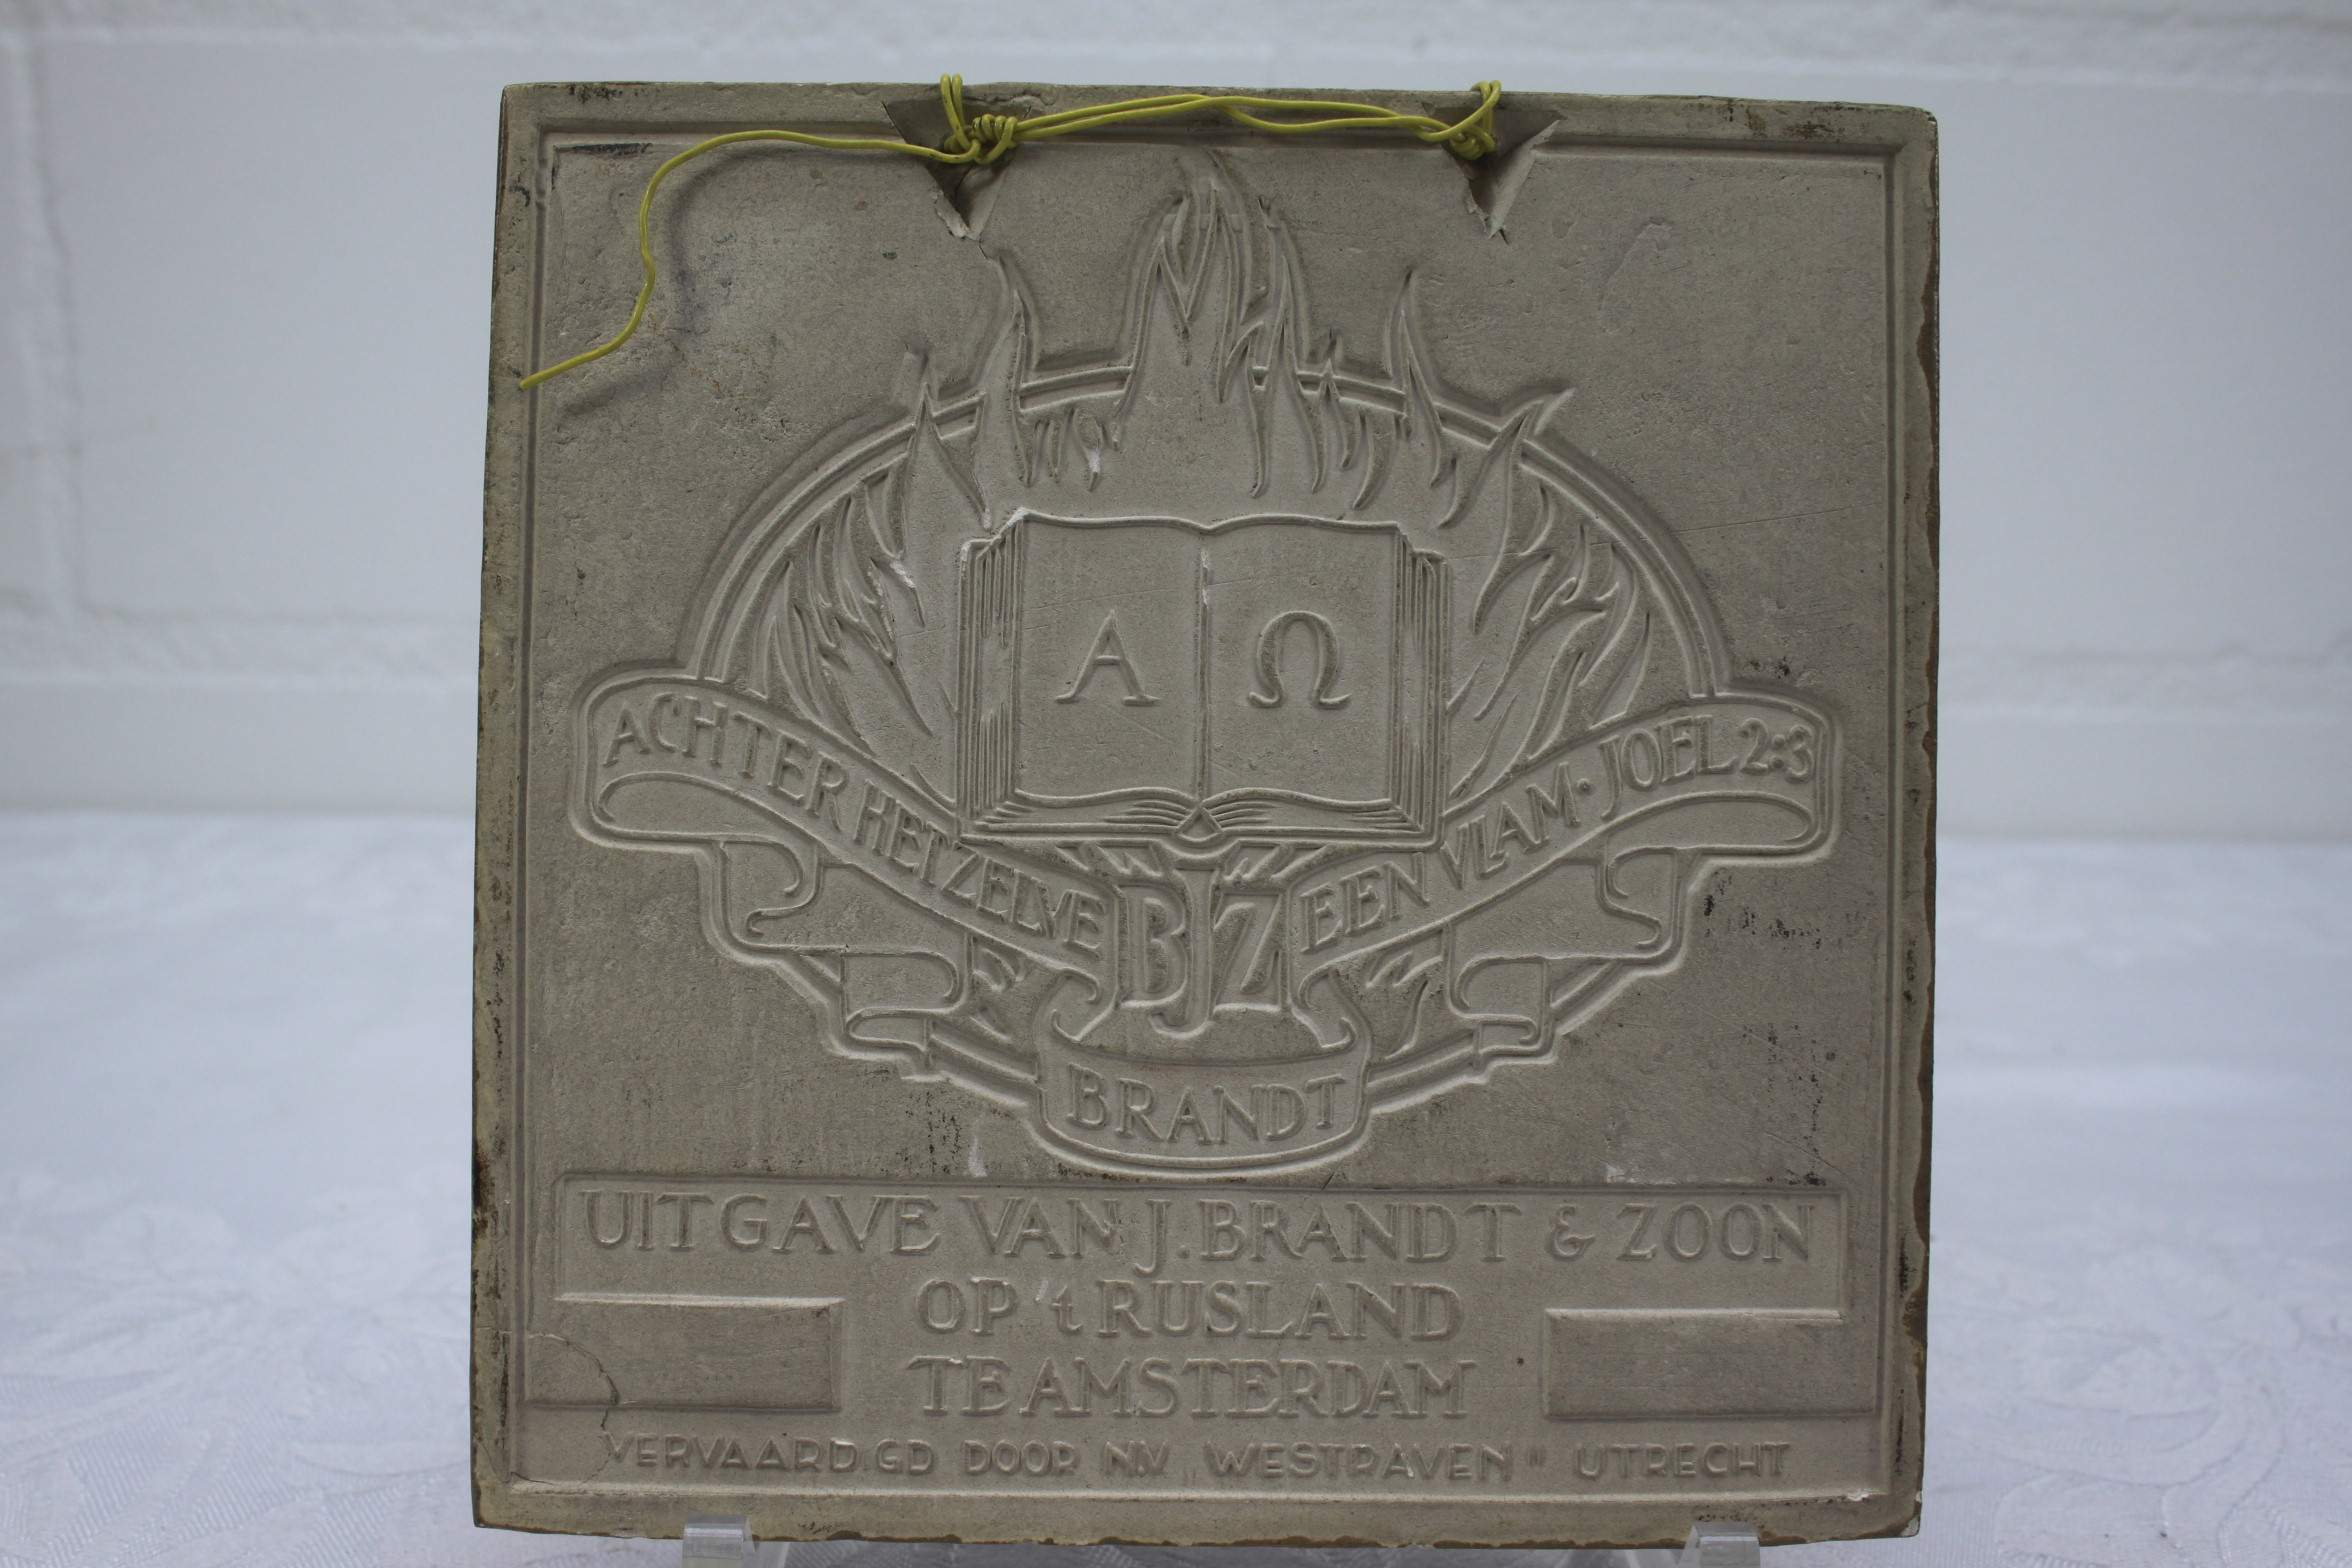 Α Ω
ACHTER HETZELVE EEN VLAM · JOEL 2:3
BJZ
BRANDT
UITGAVE VAN J. BRANDT & ZOON
OP 't RUSLAND
TE AMSTERDAM
VERVAARDIGD DOOR N.V. „WESTRAVEN" UTRECHT